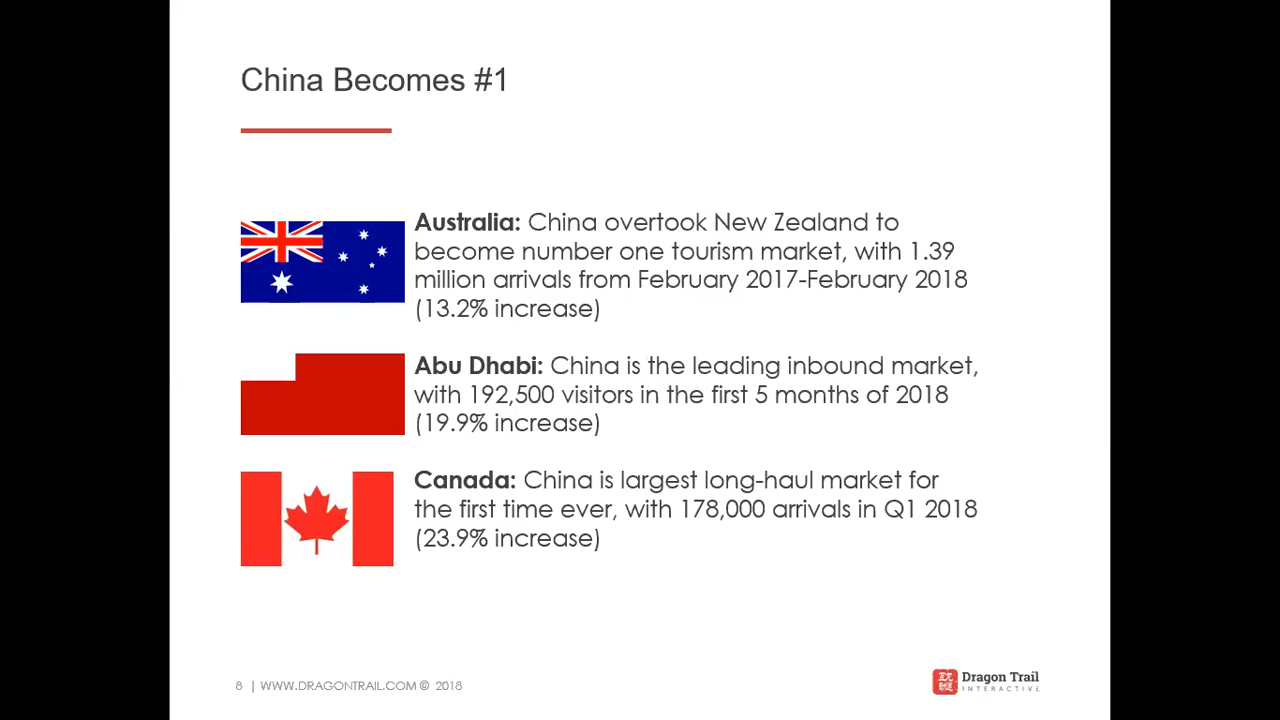 China Becomes #1
Australia: China overtook New Zealand to
become number one tourism market, with 1.39
million arrivals from February 2017-February 2018
(13.2% increase)
Abu Dhabi: China is the leading inbound market,
with 192,500 visitors in the first 5 months of 2018
(19.9% increase)
Canada: China is largest long-haul market for
the first time ever, with 178,000 arrivals in Q1 2018
(23.9% increase)
8 | WWW.DRAGONTRAIL.COM © 2018
Dragon Trail
INTERACTIVE